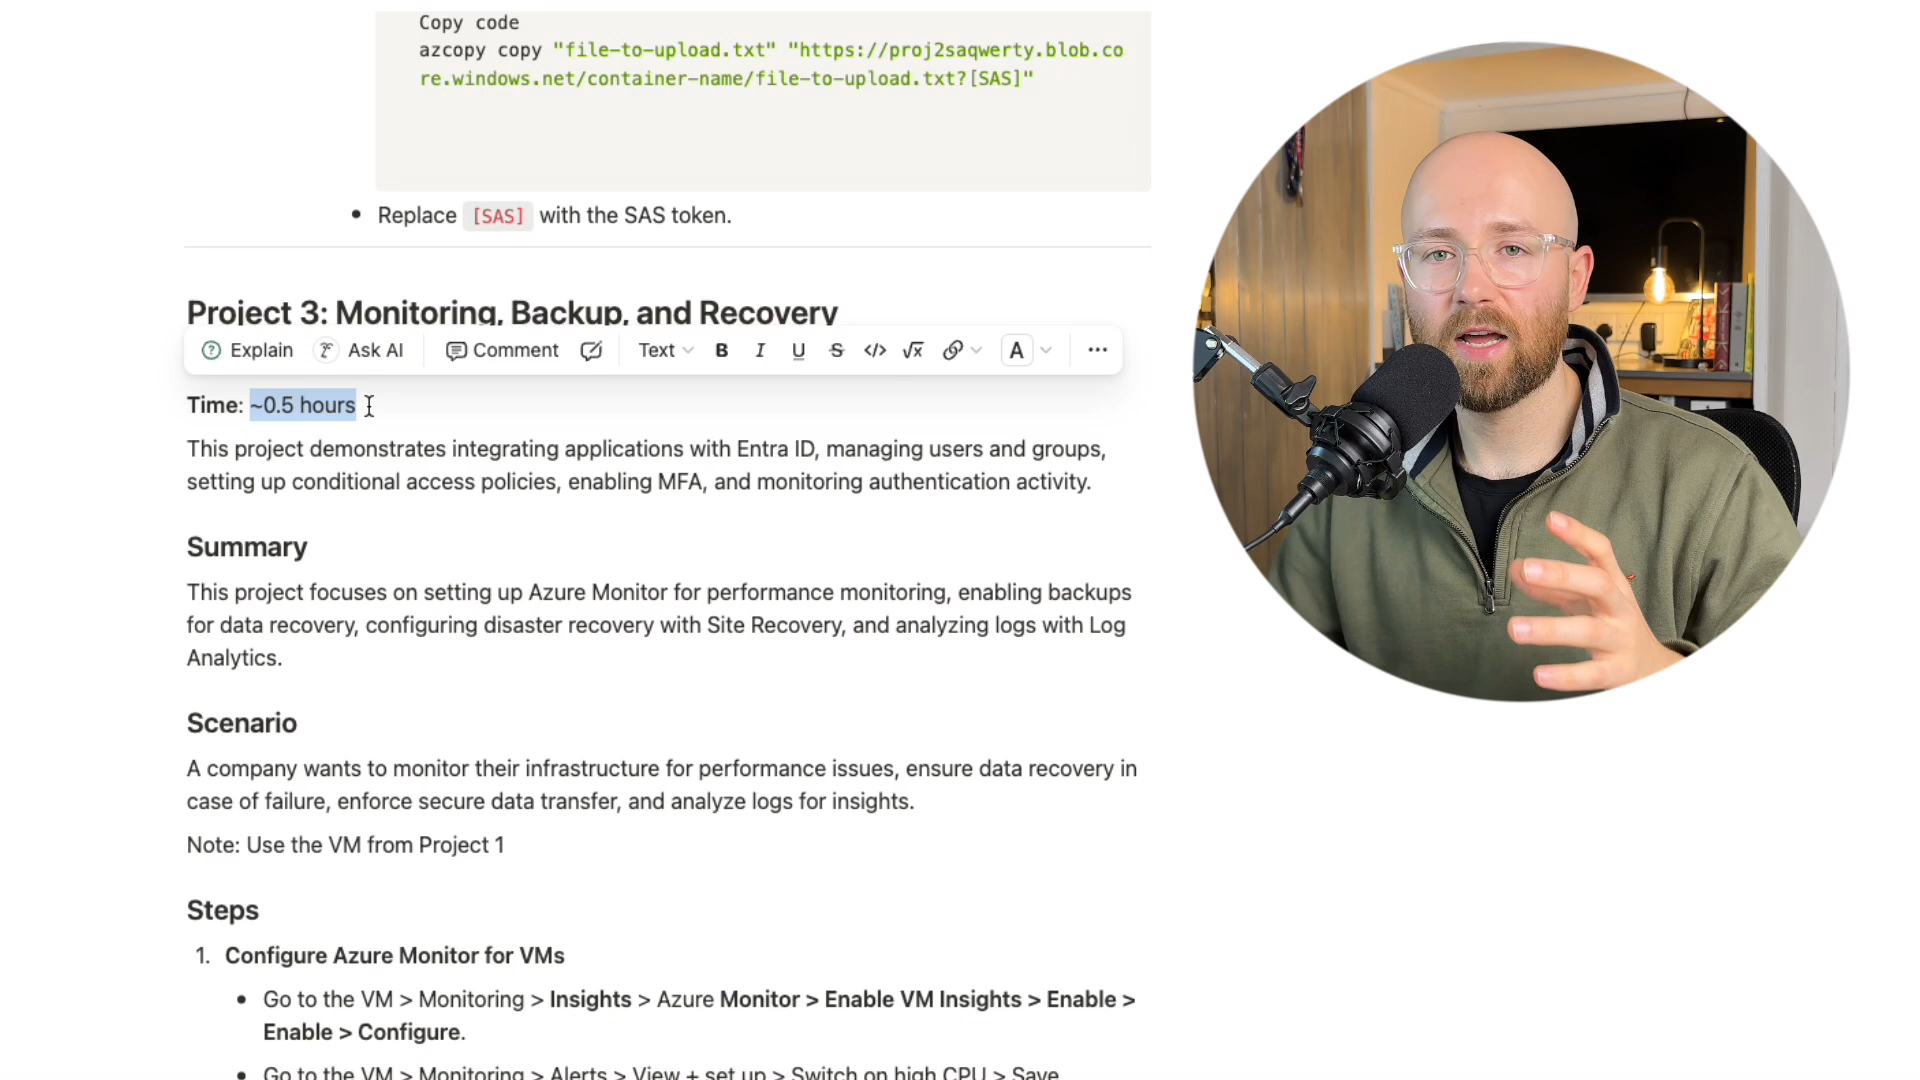 Copy code
azcopy copy "file-to-upload.txt" "https://proj2saqwerty.blob.co
re.windows.net/container-name/file-to-upload.txt?[SAS]"
• Replace [SAS] with the SAS token.
Project 3: Monitoring, Backup, and Recovery
Explain Ask AI Comment Text B I U S </> √x A ...
Time: ~0.5 hours
This project demonstrates integrating applications with Entra ID, managing users and groups,
setting up conditional access policies, enabling MFA, and monitoring authentication activity.
Summary
This project focuses on setting up Azure Monitor for performance monitoring, enabling backups
for data recovery, configuring disaster recovery with Site Recovery, and analyzing logs with Log
Analytics.
Scenario
A company wants to monitor their infrastructure for performance issues, ensure data recovery in
case of failure, enforce secure data transfer, and analyze logs for insights.
Note: Use the VM from Project 1
Steps
1. Configure Azure Monitor for VMs
• Go to the VM > Monitoring > Insights > Azure Monitor > Enable VM Insights > Enable >
Enable > Configure.
• Go to the VM > Monitoring > Alerts > View + set up > Switch on high CPU > Save